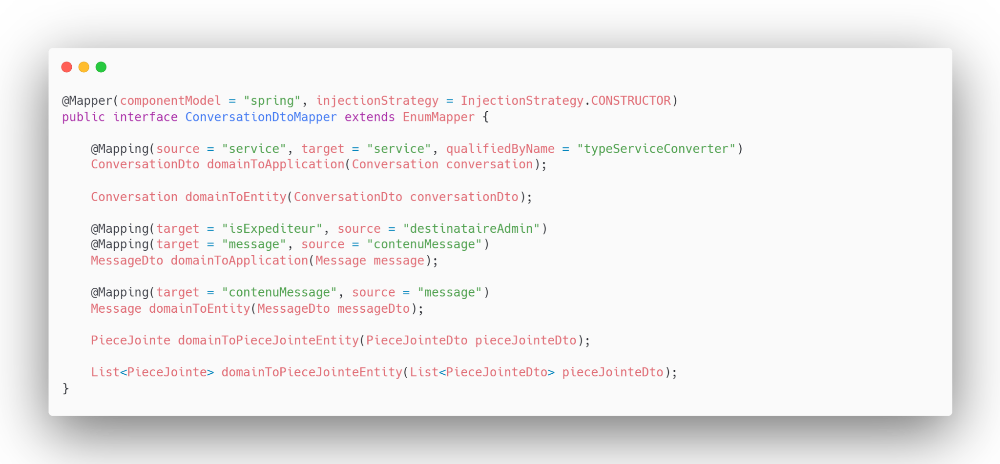 @Mapper(componentModel = "spring", injectionStrategy = InjectionStrategy.CONSTRUCTOR)
public interface ConversationDtoMapper extends EnumMapper {
    @Mapping(source = "service", target = "service", qualifiedByName = "typeServiceConverter")
    ConversationDto domainToApplication(Conversation conversation);
    Conversation domainToEntity(ConversationDto conversationDto);
    @Mapping(target = "isExpediteur", source = "destinataireAdmin")
    @Mapping(target = "message", source = "contenuMessage")
    MessageDto domainToApplication(Message message);
    @Mapping(target = "contenuMessage", source = "message")
    Message domainToEntity(MessageDto messageDto);
    PieceJointe domainToPieceJointeEntity(PieceJointeDto pieceJointeDto);
    List<PieceJointe> domainToPieceJointeEntity(List<PieceJointeDto> pieceJointeDto);
}